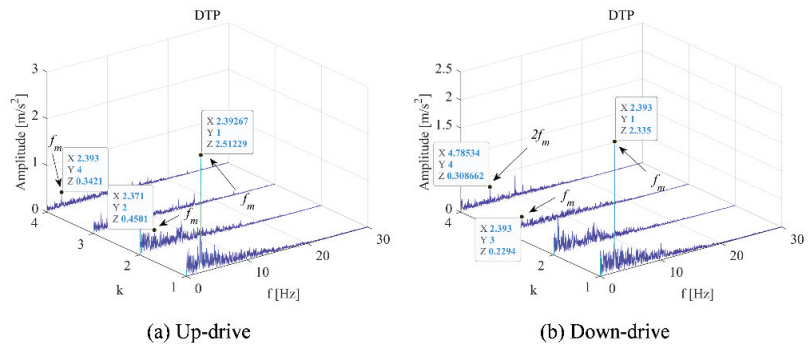 DTP
Amplitude [m/s²]
3
2
1
0
f_m
X 2.393
Y 4
Z 0.3421
X 2.371
Y 2
Z 0.4501
f_m
X 2.39267
Y 1
Z 2.51229
f_m
4
3
2
1
k
0
10
20
30
f [Hz]
(a) Up-drive
DTP
Amplitude [m/s²]
2.5
2
1.5
1
0.5
0
X 4.78534
Y 4
Z 0.308662
2f_m
X 2.393
Y 3
Z 0.2294
f_m
X 2.393
Y 1
Z 2.335
f_m
4
3
2
1
k
0
10
20
30
f [Hz]
(b) Down-drive